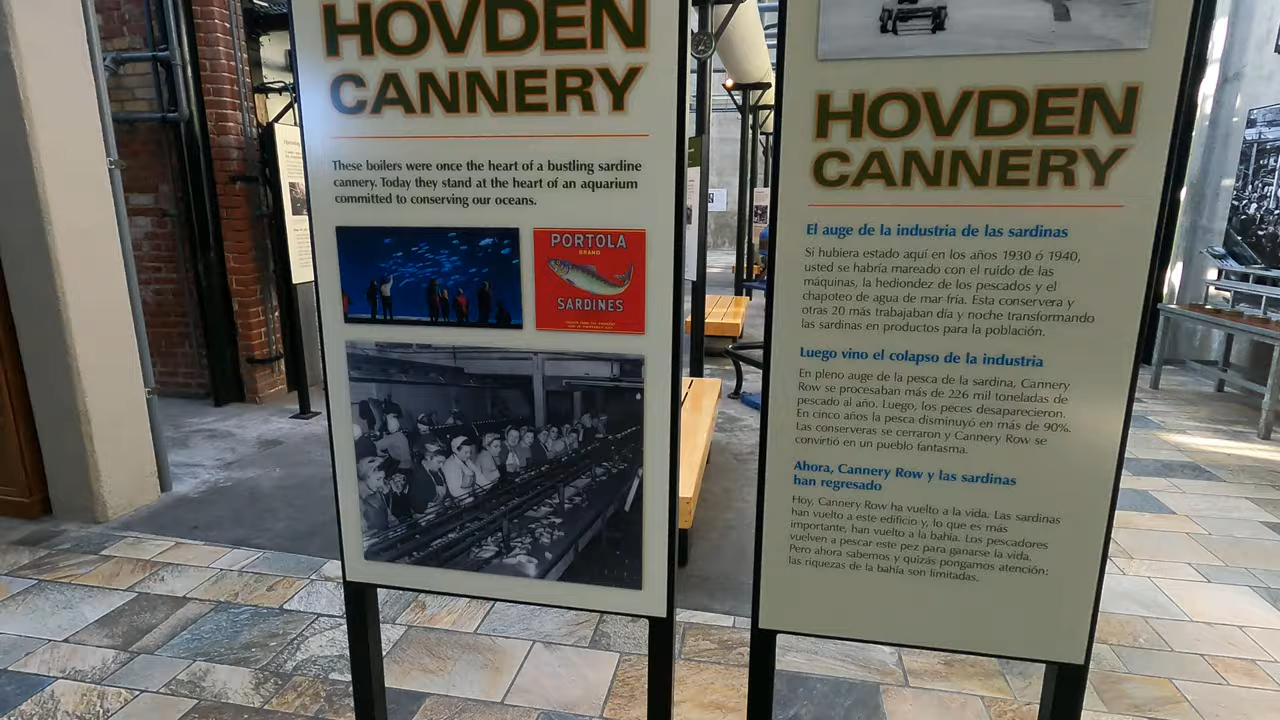 HOVDEN
CANNERY
These boilers were once the heart of a bustling sardine
cannery. Today they stand at the heart of an aquarium
committed to conserving our oceans.
PORTOLA
BRAND
SARDINES
HOVDEN
CANNERY
El auge de la industria de las sardinas
Si hubiera estado aquí en los años 1930 ó 1940,
usted se habría mareado con el ruido de las
máquinas, la hediondez de los pescados y el
chapoteo de agua de mar fría. Esta conservera y
otras 20 más trabajaban día y noche transformando
las sardinas en productos para la población.
Luego vino el colapso de la industria
En pleno auge de la pesca de la sardina, Cannery
Row se procesaban más de 226 mil toneladas de
pescado al año. Luego, los peces desaparecieron.
En cinco años la pesca disminuyó en más de 90%.
Las conserveras se cerraron y Cannery Row se
convirtió en un pueblo fantasma.
Ahora, Cannery Row y las sardinas
han regresado
Hoy, Cannery Row ha vuelto a la vida. Las sardinas
han vuelto a este edificio y, lo que es más
importante, han vuelto a la bahía. Los pescadores
vuelven a pescar este pez para ganarse la vida.
Pero ahora sabemos y quizás pongamos atención:
las riquezas de la bahía son limitadas.